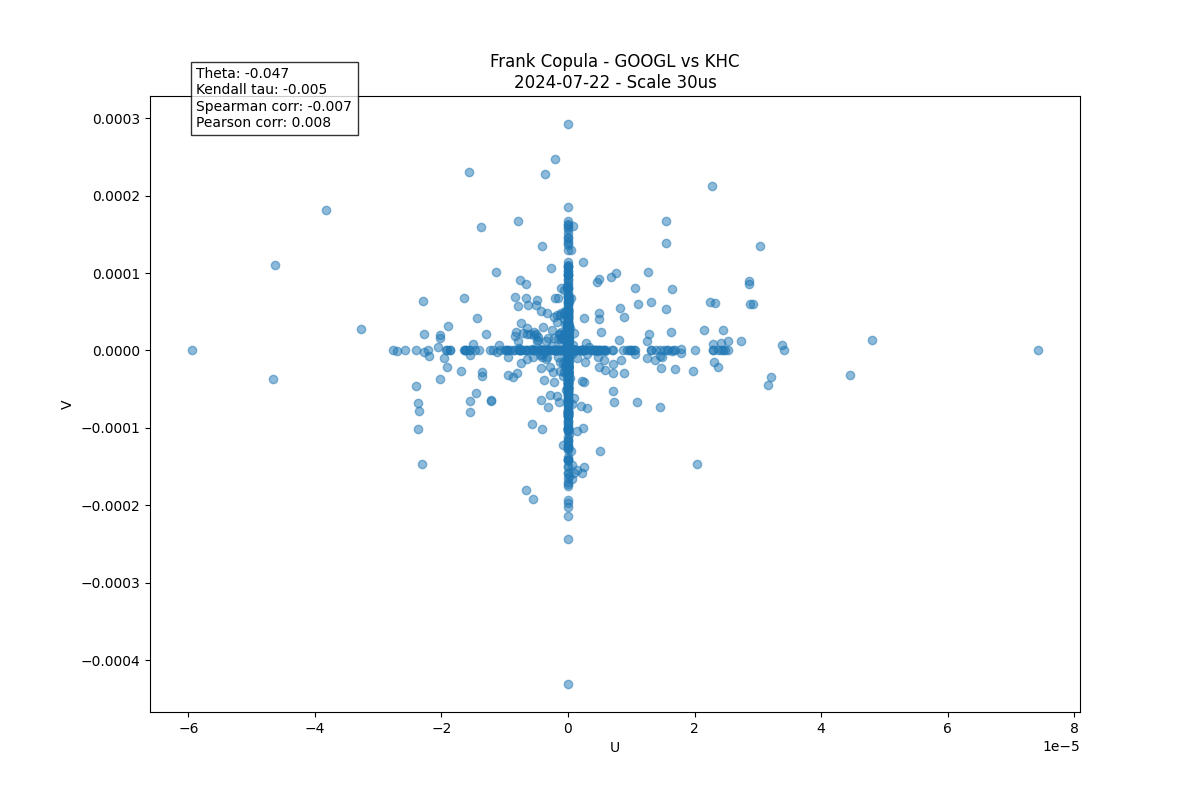 Frank Copula - GOOGL vs KHC
2024-07-22 - Scale 30us
Theta: -0.047
Kendall tau: -0.005
Spearman corr: -0.007
Pearson corr: 0.008
0.0003
0.0002
0.0001
0.0000
−0.0001
−0.0002
−0.0003
−0.0004
V
−6 −4 −2 0 2 4 6 8
1e−5
U